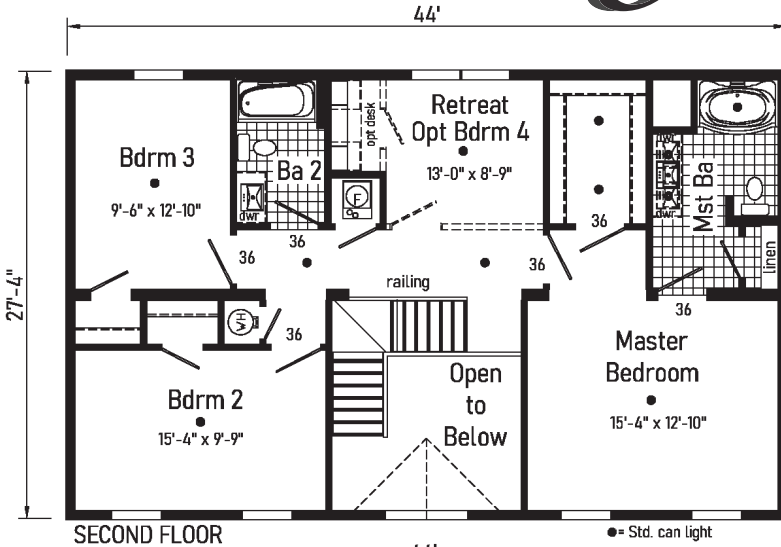 44'
27'-4"
Bdrm 3
9'-6" x 12'-10"
Ba 2
dwr
opt desk
Retreat
Opt Bdrm 4
13'-0" x 8'-9"
F
dwr
dwr
Mst Ba
linen
36
36
36
36
36
36
railing
WH
Bdrm 2
15'-4" x 9'-9"
Open
to
Below
Master
Bedroom
15'-4" x 12'-10"
SECOND FLOOR
●= Std. can light